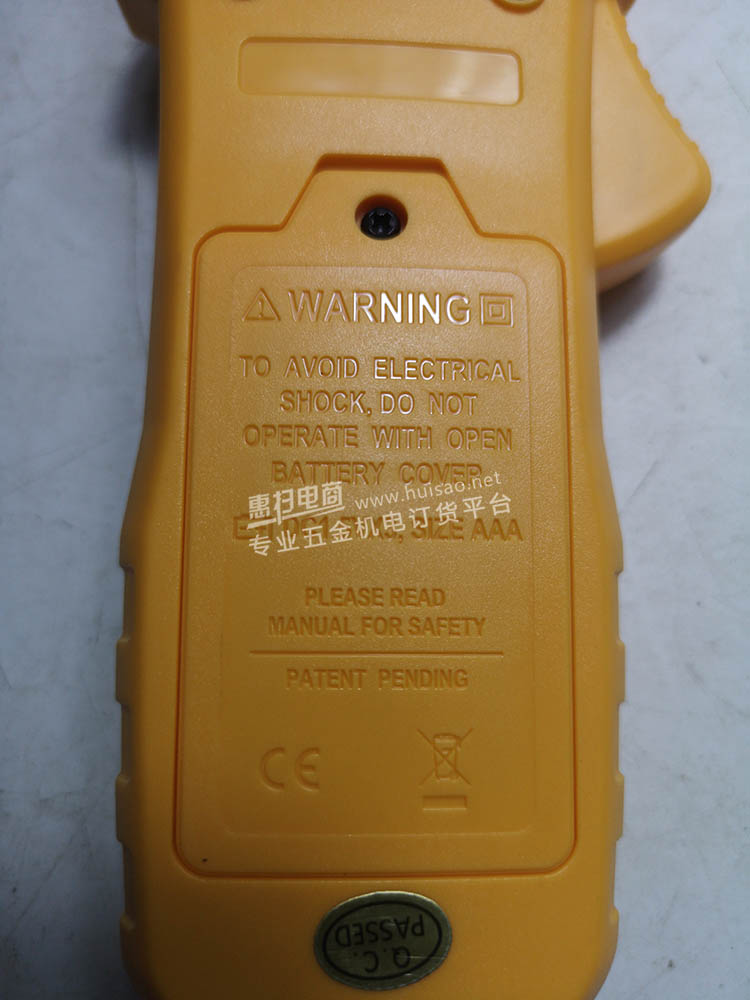 WARNING
TO AVOID ELECTRICAL
SHOCK, DO NOT
OPERATE WITH OPEN
BATTERY COVER
惠扫电商 www.huisao.net
专业五金机电订货平台
SIZE AAA
PLEASE READ
MANUAL FOR SAFETY
PATENT PENDING
CE
Q.C.
PASSED